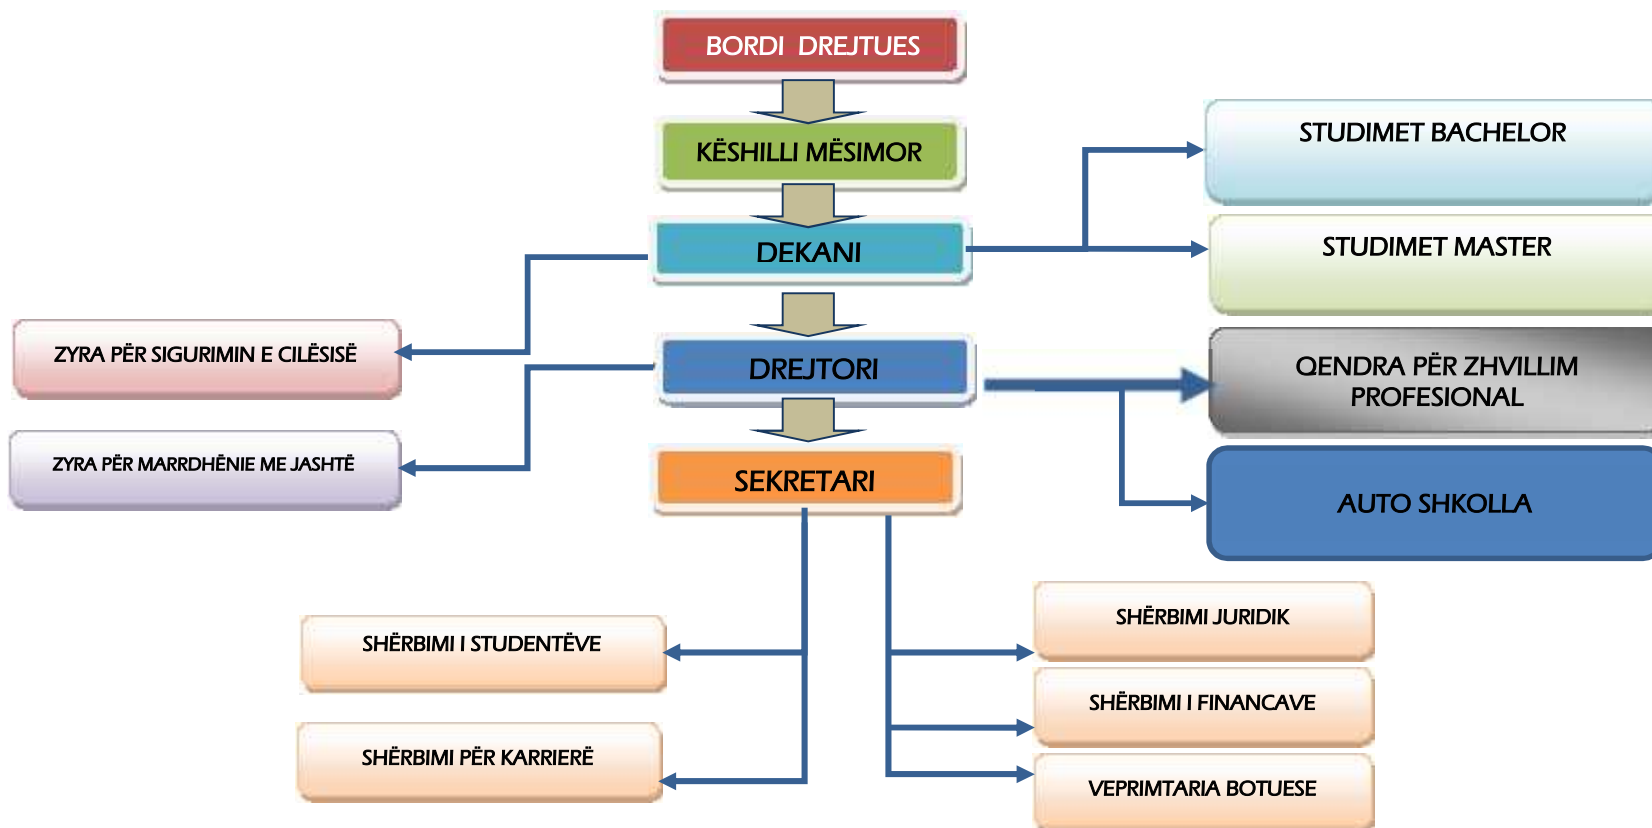 BORDI DREJTUES
KËSHILLI MËSIMOR
STUDIMET BACHELOR
DEKANI
STUDIMET MASTER
ZYRA PËR SIGURIMIN E CILËSISË
DREJTORI
QENDRA PËR ZHVILLIM
PROFESIONAL
ZYRA PËR MARRDHËNIE ME JASHTË
SEKRETARI
AUTO SHKOLLA
SHËRBIMI I STUDENTËVE
SHËRBIMI JURIDIK
SHËRBIMI I FINANCAVE
SHËRBIMI PËR KARRIERË
VEPRIMTARIA BOTUESE